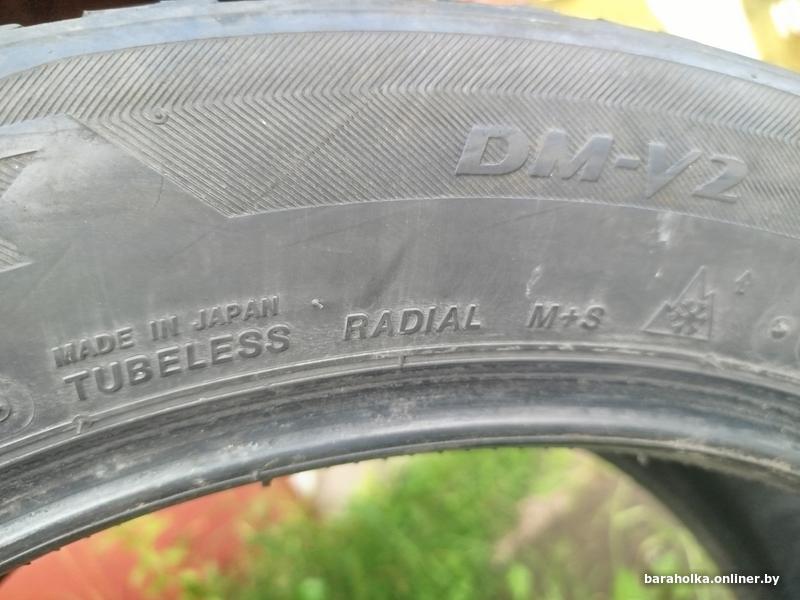 DM-V2
MADE IN JAPAN
TUBELESS RADIAL M+S
baraholka.onliner.by